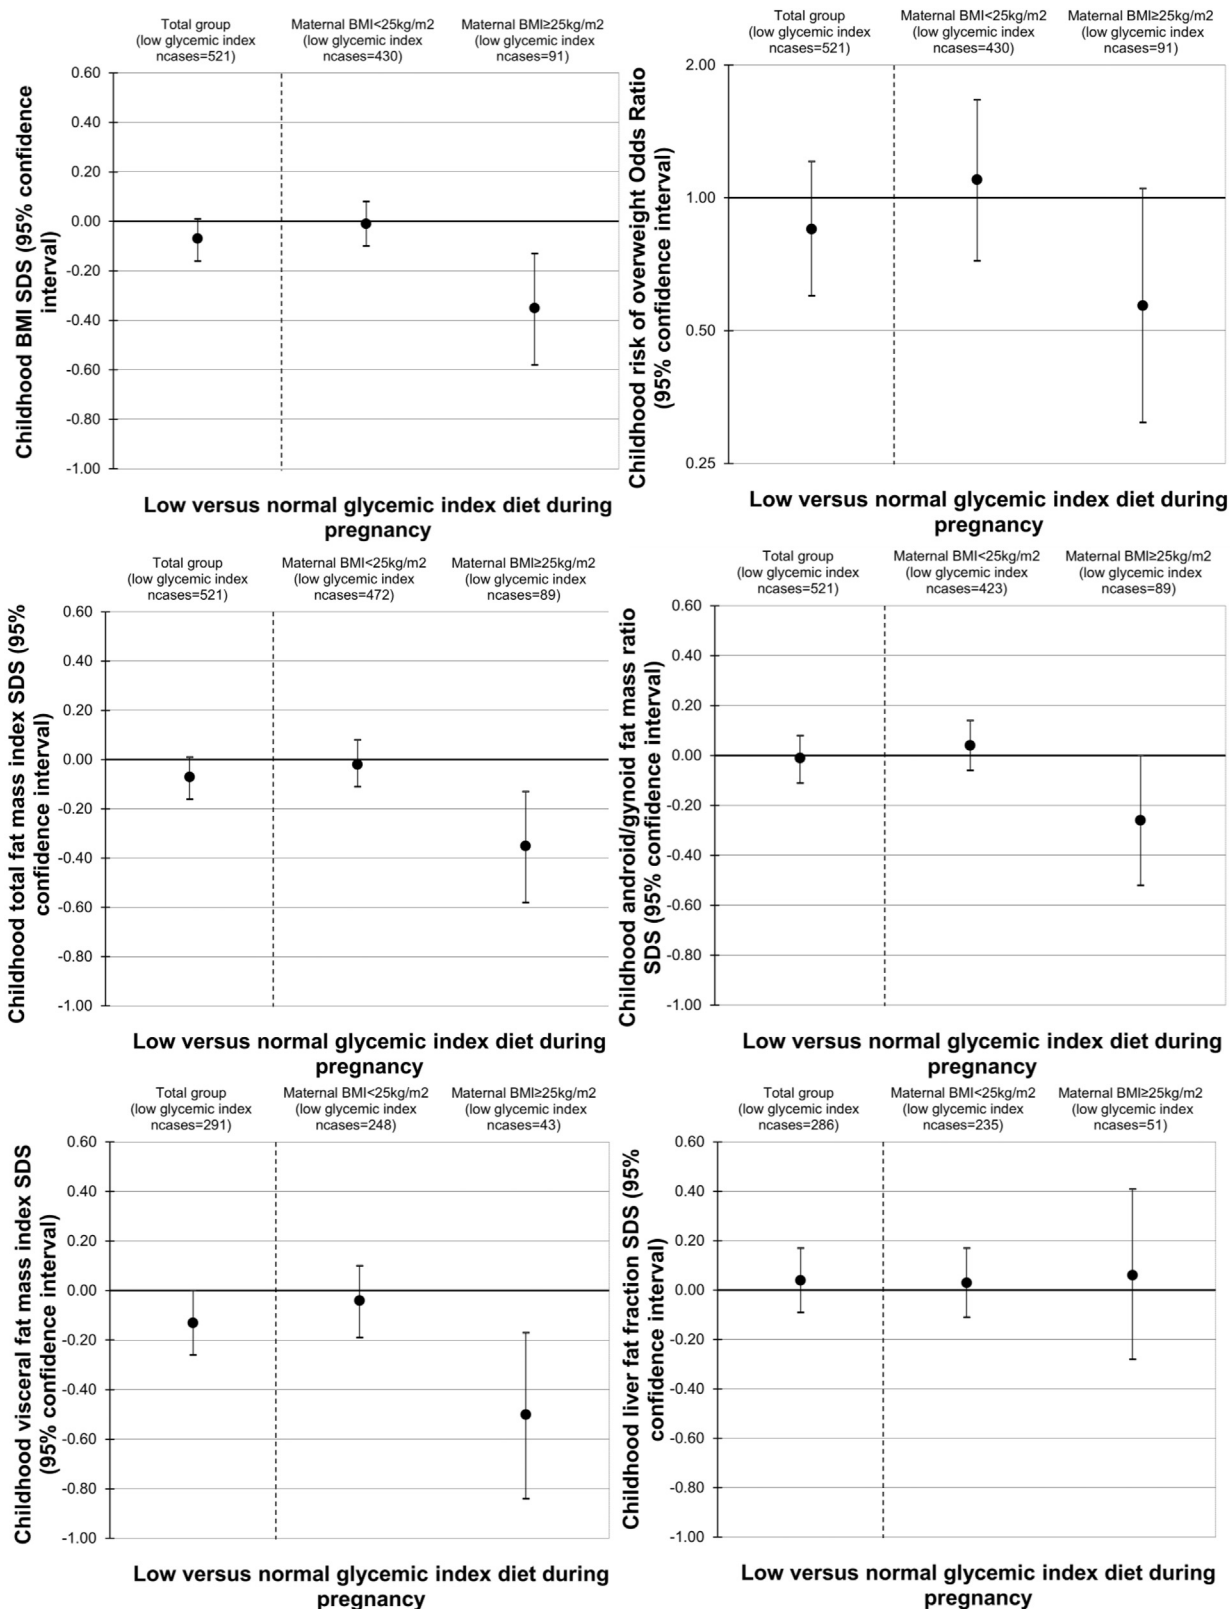 Total group
(low glycemic index
ncases=521)
Maternal BMI<25kg/m2
(low glycemic index
ncases=430)
Maternal BMI≥25kg/m2
(low glycemic index
ncases=91)
Childhood BMI SDS (95% confidence
interval)
0.60
0.40
0.20
0.00
-0.20
-0.40
-0.60
-0.80
-1.00
Low versus normal glycemic index diet during
pregnancy
Total group
(low glycemic index
ncases=521)
Maternal BMI<25kg/m2
(low glycemic index
ncases=430)
Maternal BMI≥25kg/m2
(low glycemic index
ncases=91)
Childhood risk of overweight Odds Ratio
(95% confidence interval)
2.00
1.00
0.50
0.25
Low versus normal glycemic index diet during
pregnancy
Total group
(low glycemic index
ncases=521)
Maternal BMI<25kg/m2
(low glycemic index
ncases=472)
Maternal BMI≥25kg/m2
(low glycemic index
ncases=89)
Childhood total fat mass index SDS (95%
confidence interval)
0.60
0.40
0.20
0.00
-0.20
-0.40
-0.60
-0.80
-1.00
Low versus normal glycemic index diet during
pregnancy
Total group
(low glycemic index
ncases=521)
Maternal BMI<25kg/m2
(low glycemic index
ncases=423)
Maternal BMI≥25kg/m2
(low glycemic index
ncases=89)
Childhood android/gynoid fat mass ratio
SDS (95% confidence interval)
0.60
0.40
0.20
0.00
-0.20
-0.40
-0.60
-0.80
-1.00
Low versus normal glycemic index diet during
pregnancy
Total group
(low glycemic index
ncases=291)
Maternal BMI<25kg/m2
(low glycemic index
ncases=248)
Maternal BMI≥25kg/m2
(low glycemic index
ncases=43)
Childhood visceral fat mass index SDS
(95% confidence interval)
0.60
0.40
0.20
0.00
-0.20
-0.40
-0.60
-0.80
-1.00
Low versus normal glycemic index diet during
pregnancy
Total group
(low glycemic index
ncases=286)
Maternal BMI<25kg/m2
(low glycemic index
ncases=235)
Maternal BMI≥25kg/m2
(low glycemic index
ncases=51)
Childhood liver fat fraction SDS (95%
confidence interval)
0.60
0.40
0.20
0.00
-0.20
-0.40
-0.60
-0.80
-1.00
Low versus normal glycemic index diet during
pregnancy